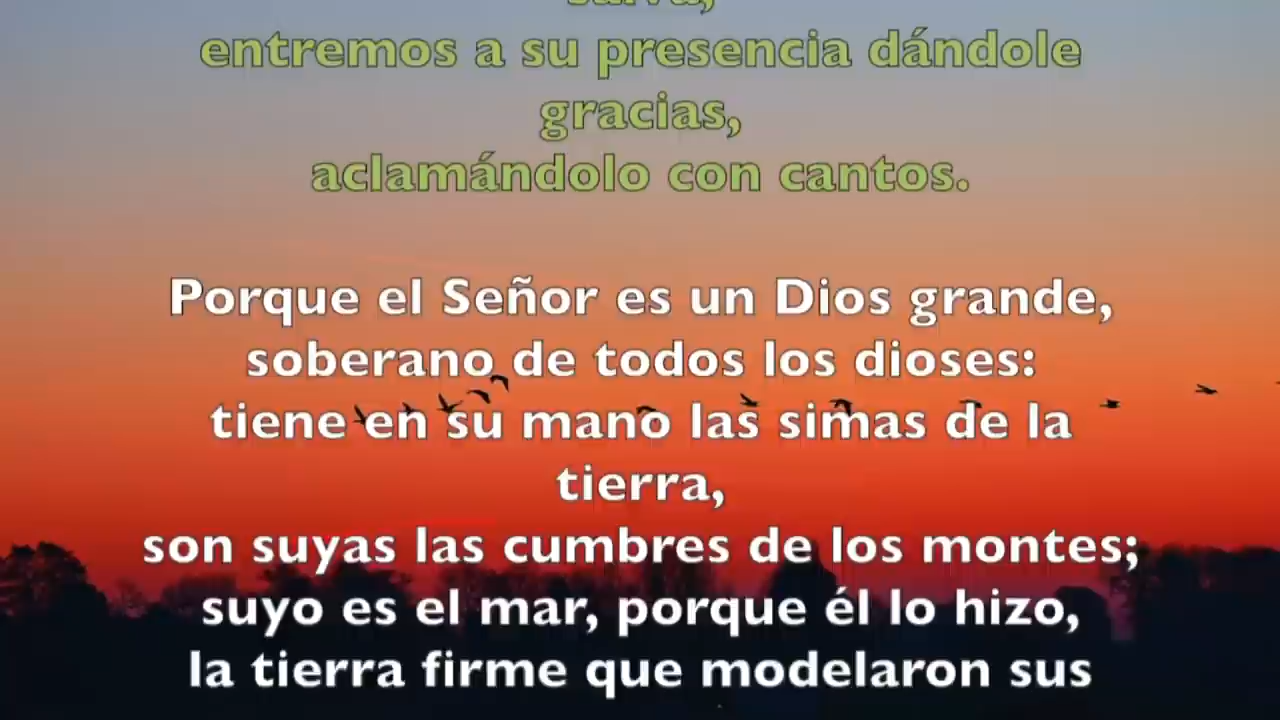 salva,
entremos a su presencia dándole
gracias,
aclamándolo con cantos.
Porque el Señor es un Dios grande,
soberano de todos los dioses:
tiene en su mano las simas de la
tierra,
son suyas las cumbres de los montes;
suyo es el mar, porque él lo hizo,
la tierra firme que modelaron sus